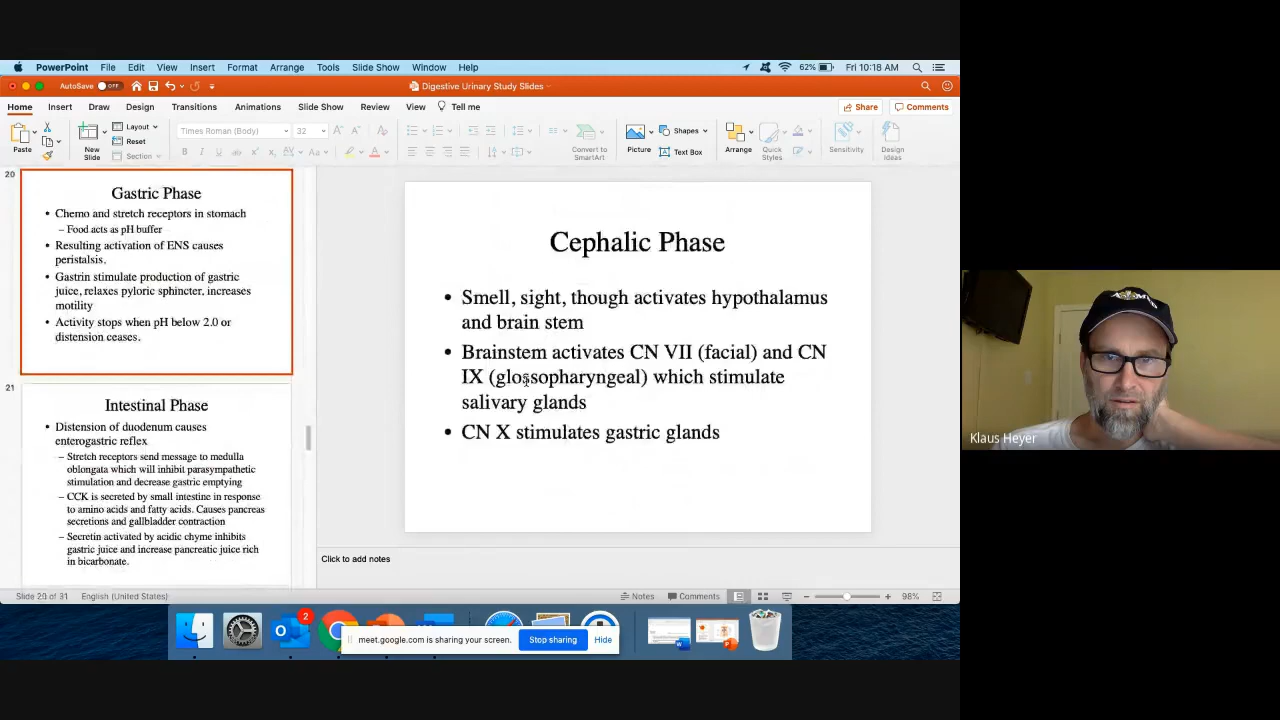 PowerPoint File Edit View Insert Format Arrange Tools Slide Show Window Help 62% Fri 10:18 AM
AutoSave OFF Digestive Urinary Study Slides
Home Insert Draw Design Transitions Animations Slide Show Review View Tell me Share Comments
Paste
New Slide
Layout
Reset
Section
Times Roman (Body) 32
Convert to SmartArt
Picture
Shapes
Text Box
Arrange
Quick Styles
Sensitivity
Design Ideas
20
Gastric Phase
• Chemo and stretch receptors in stomach
– Food acts as pH buffer
• Resulting activation of ENS causes
peristalsis.
• Gastrin stimulate production of gastric
juice, relaxes pyloric sphincter, increases
motility
• Activity stops when pH below 2.0 or
distension ceases.
21
Intestinal Phase
• Distension of duodenum causes
enterogastric reflex
– Stretch receptors send message to medulla
oblongata which will inhibit parasympathetic
stimulation and decrease gastric emptying
– CCK is secreted by small intestine in response
to amino acids and fatty acids. Causes pancreas
secretions and gallbladder contraction
– Secretin activated by acidic chyme inhibits
gastric juice and increase pancreatic juice rich
in bicarbonate.
Cephalic Phase
• Smell, sight, though activates hypothalamus
and brain stem
• Brainstem activates CN VII (facial) and CN
IX (glossopharyngeal) which stimulate
salivary glands
• CN X stimulates gastric glands
Click to add notes
Slide 20 of 31 English (United States) Notes Comments 98%
2
meet.google.com is sharing your screen. Stop sharing Hide
Klaus Heyer